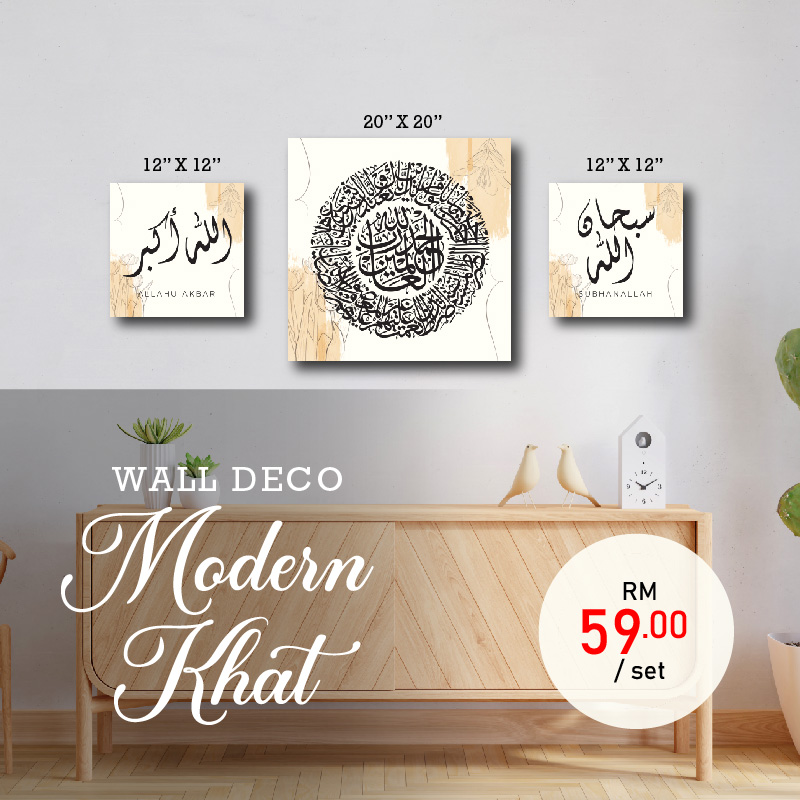 20” X 20”
12” X 12”
12” X 12”
الله أكبر
ALLAHU AKBAR
الحمد لله رب العالمين
سبحان
الله
SUBHANALLAH
WALL DECO
Modern
Khat
RM
59.00
/ set